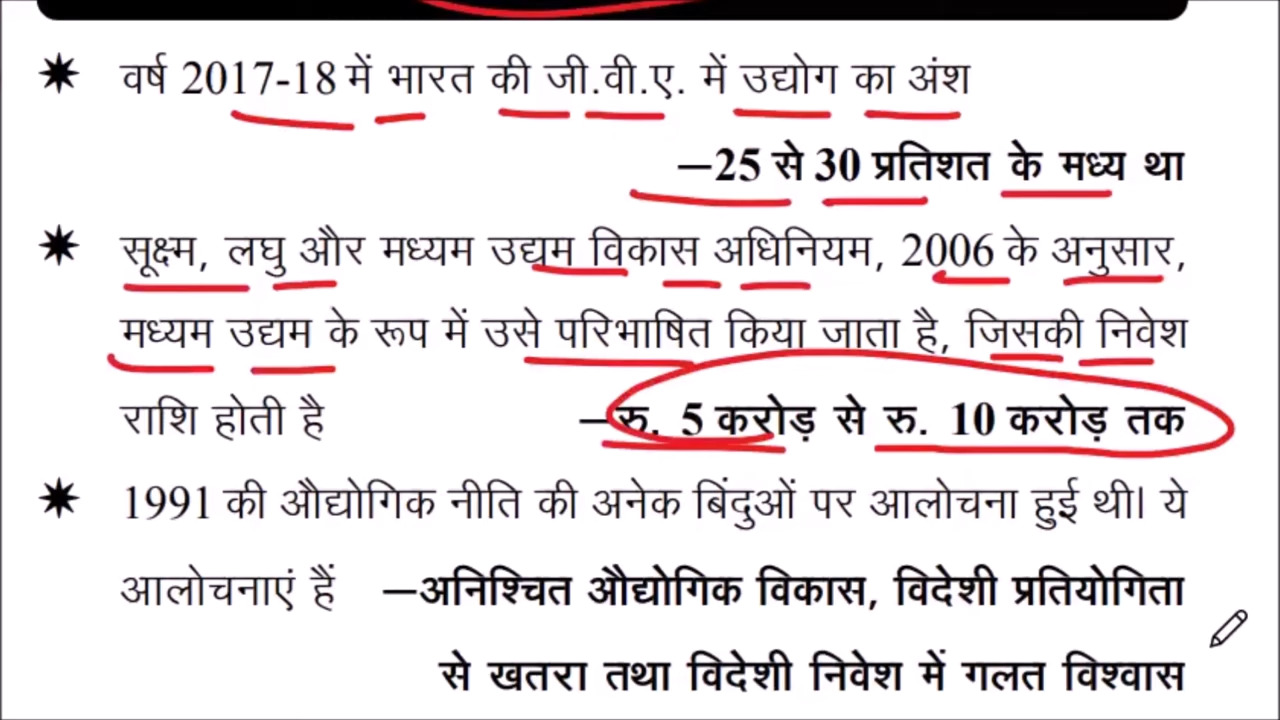 ✷ वर्ष 2017-18 में भारत की जी.वी.ए. में उद्योग का अंश
—25 से 30 प्रतिशत के मध्य था
✷ सूक्ष्म, लघु और मध्यम उद्यम विकास अधिनियम, 2006 के अनुसार,
मध्यम उद्यम के रूप में उसे परिभाषित किया जाता है, जिसकी निवेश
राशि होती है —रु. 5 करोड़ से रु. 10 करोड़ तक
✷ 1991 की औद्योगिक नीति की अनेक बिंदुओं पर आलोचना हुई थी। ये
आलोचनाएं हैं —अनिश्चित औद्योगिक विकास, विदेशी प्रतियोगिता
से खतरा तथा विदेशी निवेश में गलत विश्वास